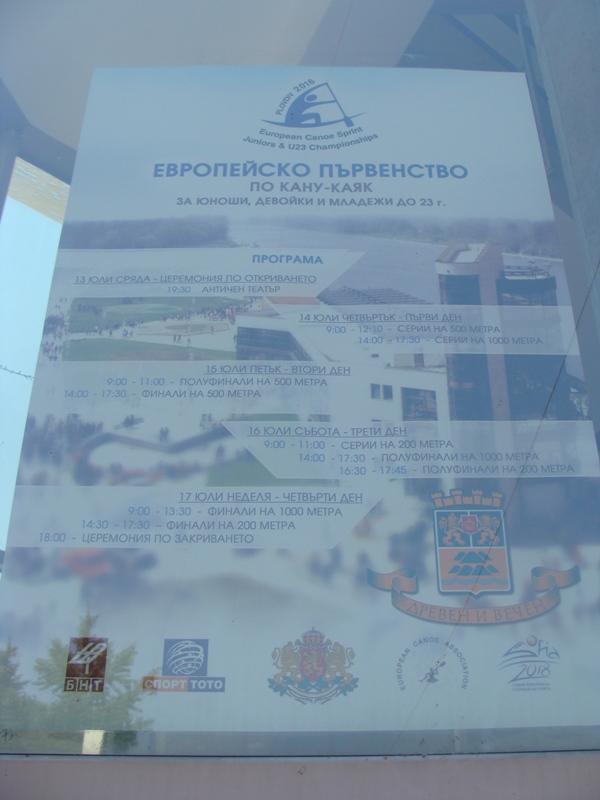 PLOVDIV 2016
European Canoe Sprint
Juniors & U23 Championships
ЕВРОПЕЙСКО ПЪРВЕНСТВО
ПО КАНУ-КАЯК
ЗА ЮНОШИ, ДЕВОЙКИ И МЛАДЕЖИ ДО 23 г.
ПРОГРАМА
13 ЮЛИ СРЯДА - ЦЕРЕМОНИЯ ПО ОТКРИВАНЕТО
19:30 АНТИЧЕН ТЕАТЪР
14 ЮЛИ ЧЕТВЪРТЪК - ПЪРВИ ДЕН
9:00 - 12:10 - СЕРИИ НА 500 МЕТРА
14:00 - 17:30 - СЕРИИ НА 1000 МЕТРА
15 ЮЛИ ПЕТЪК - ВТОРИ ДЕН
9:00 - 11:00 - ПОЛУФИНАЛИ НА 500 МЕТРА
14:00 - 17:30 - ФИНАЛИ НА 500 МЕТРА
16 ЮЛИ СЪБОТА - ТРЕТИ ДЕН
9:00 - 11:00 - СЕРИИ НА 200 МЕТРА
14:00 - 17:30 - ПОЛУФИНАЛИ НА 1000 МЕТРА
16:30 - 17:45 - ПОЛУФИНАЛИ НА 200 МЕТРА
17 ЮЛИ НЕДЕЛЯ - ЧЕТВЪРТИ ДЕН
9:00 - 13:30 - ФИНАЛИ НА 1000 МЕТРА
14:30 - 17:30 - ФИНАЛИ НА 200 МЕТРА
18:00 - ЦЕРЕМОНИЯ ПО ЗАКРИВАНЕТО
ДРЕВЕН И ВЕЧЕН
БНТ
СПОРТ ТОТО
EUROPEAN CANOE ASSOCIATION
2018